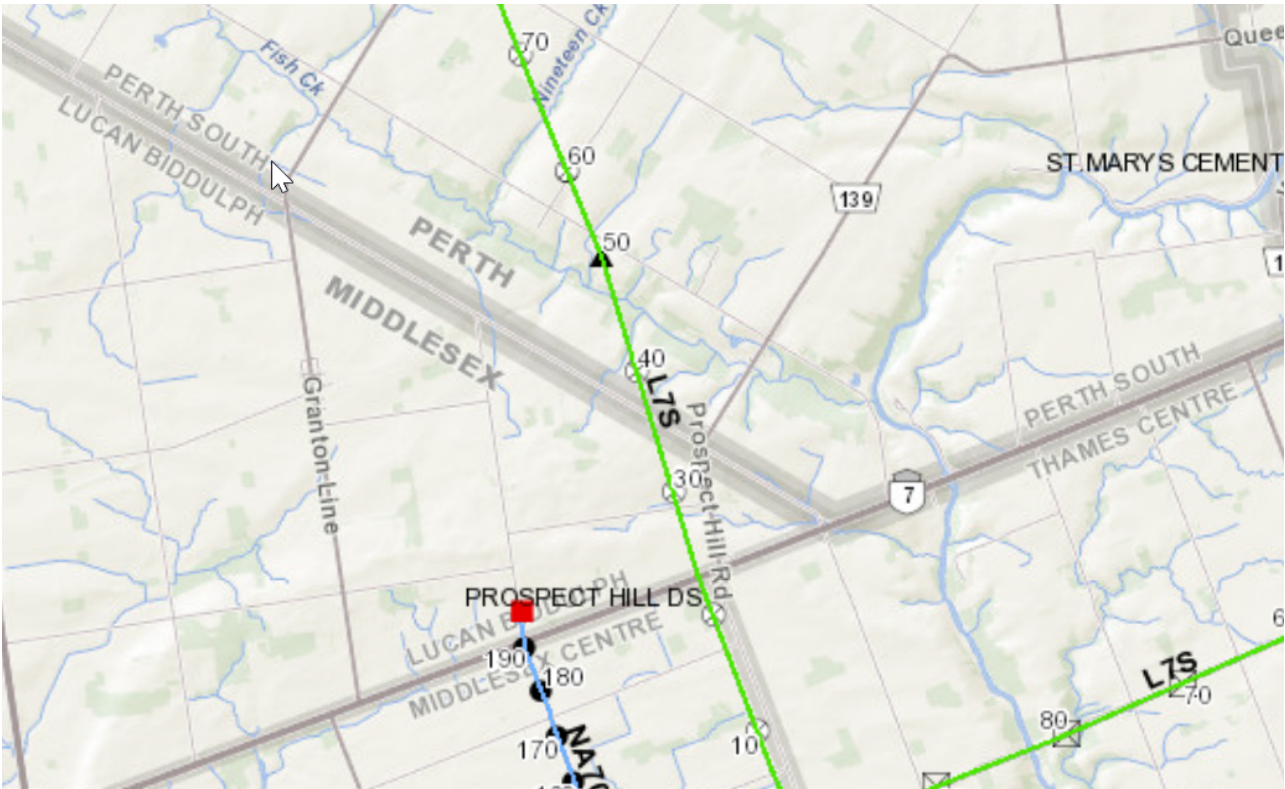 70
Nineteen Ck
Quee
Fish Ck
PERTH SOUTH
LUCAN BIDDULPH
60
ST.MARYS CEMENT
139
50
PERTH
MIDDLESEX
40
L7S
PERTH SOUTH
THAMES CENTRE
Granton-Line
Prospect-Hill-Rd
30
7
PROSPECT HILL DS
LUCAN BIDDULPH
MIDDLESEX CENTRE
190
180
L7S
70
80
170
NA7
10
6